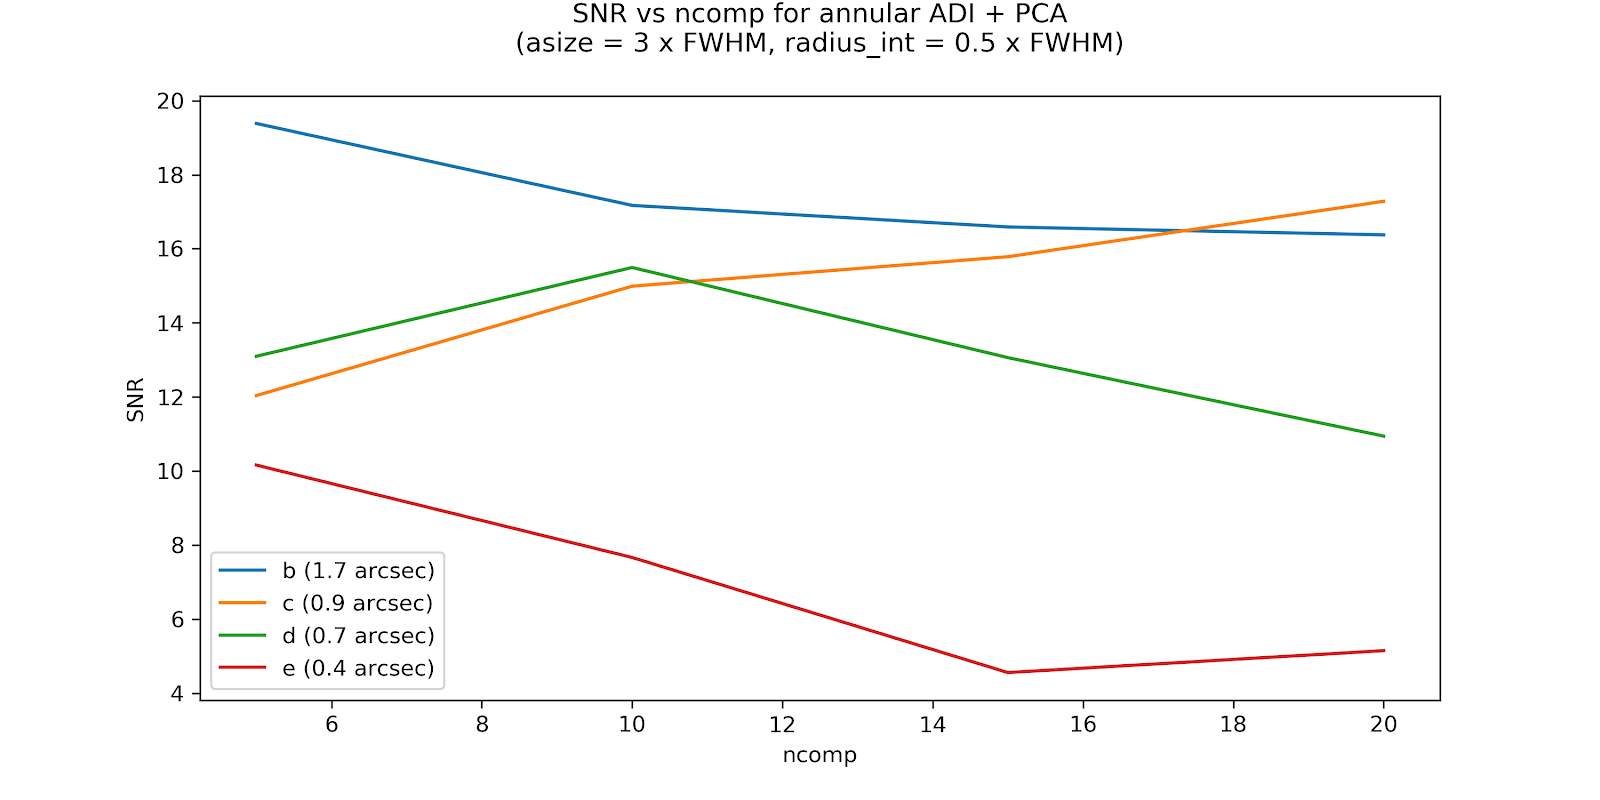 SNR vs ncomp for annular ADI + PCA
(asize = 3 x FWHM, radius_int = 0.5 x FWHM)
20
18
16
14
12
10
8
6
4
SNR
b (1.7 arcsec)
c (0.9 arcsec)
d (0.7 arcsec)
e (0.4 arcsec)
6 8 10 12 14 16 18 20
ncomp